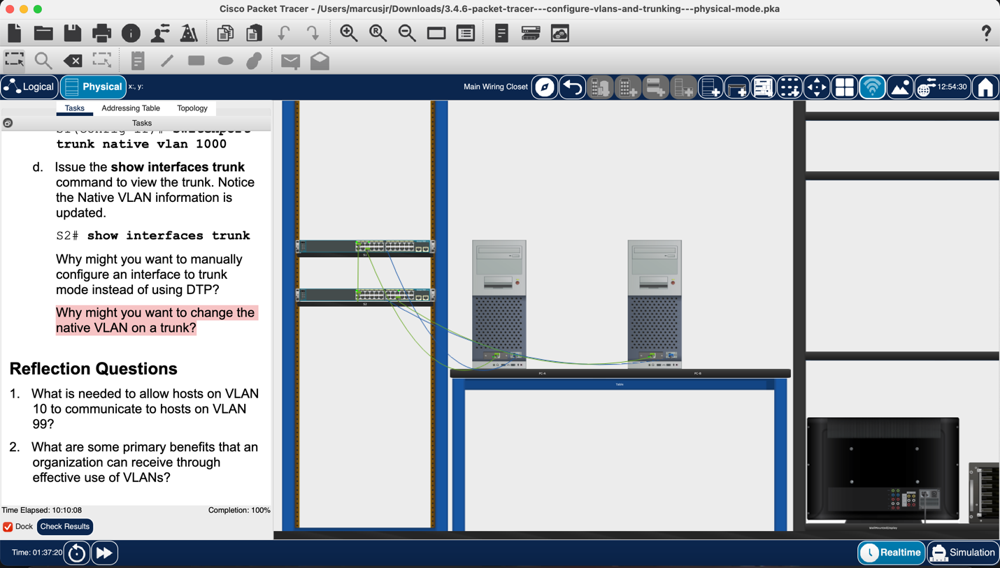 Cisco Packet Tracer - /Users/marcusjr/Downloads/3.4.6-packet-tracer---configure-vlans-and-trunking---physical-mode.pka
Logical
Physical
x:, y:
Main Wiring Closet
12:54:30
Tasks
Addressing Table
Topology
Tasks
trunk native vlan 1000
d. Issue the show interfaces trunk
command to view the trunk. Notice
the Native VLAN information is
updated.
S2# show interfaces trunk
Why might you want to manually
configure an interface to trunk
mode instead of using DTP?
Why might you want to change the
native VLAN on a trunk?
Reflection Questions
1. What is needed to allow hosts on VLAN
10 to communicate to hosts on VLAN
99?
2. What are some primary benefits that an
organization can receive through
effective use of VLANs?
Time Elapsed: 10:10:08
Completion: 100%
Dock
Check Results
S1
S2
PC-A
PC-B
Table
WallMountedDisplay
Time: 01:37:20
Realtime
Simulation